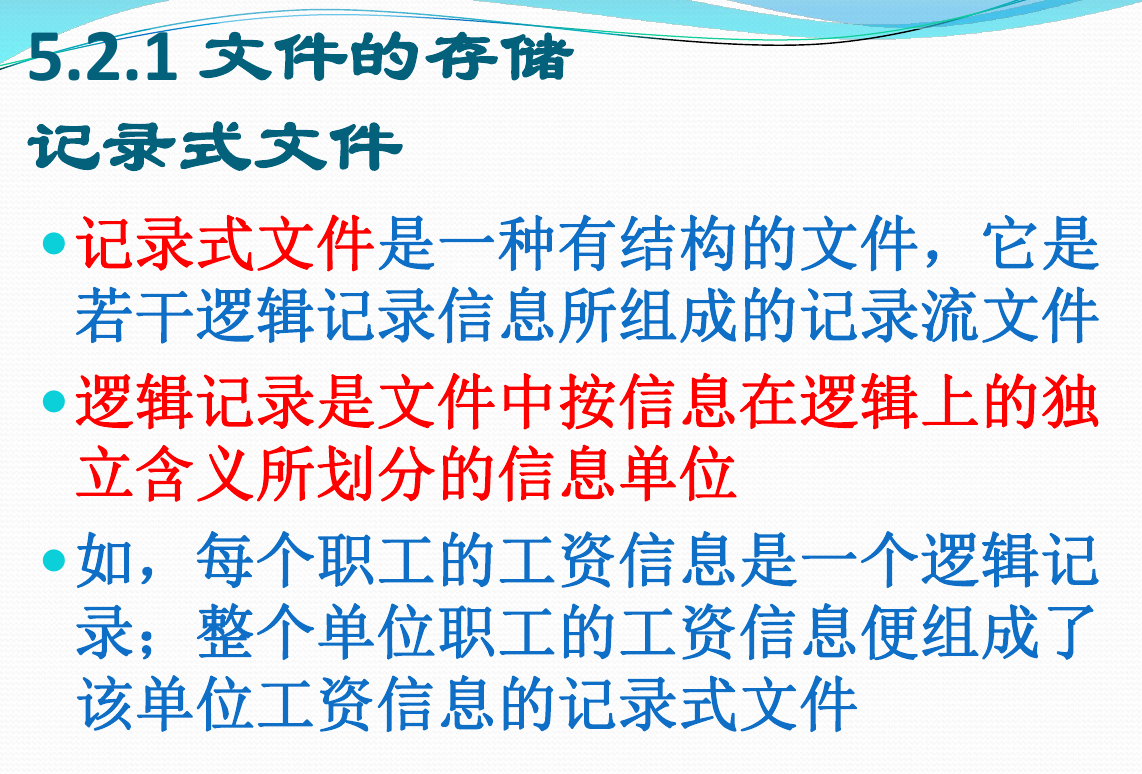 5.2.1 文件的存储
记录式文件
记录式文件是一种有结构的文件，它是
若干逻辑记录信息所组成的记录流文件
逻辑记录是文件中按信息在逻辑上的独
立含义所划分的信息单位
如，每个职工的工资信息是一个逻辑记
录；整个单位职工的工资信息便组成了
该单位工资信息的记录式文件